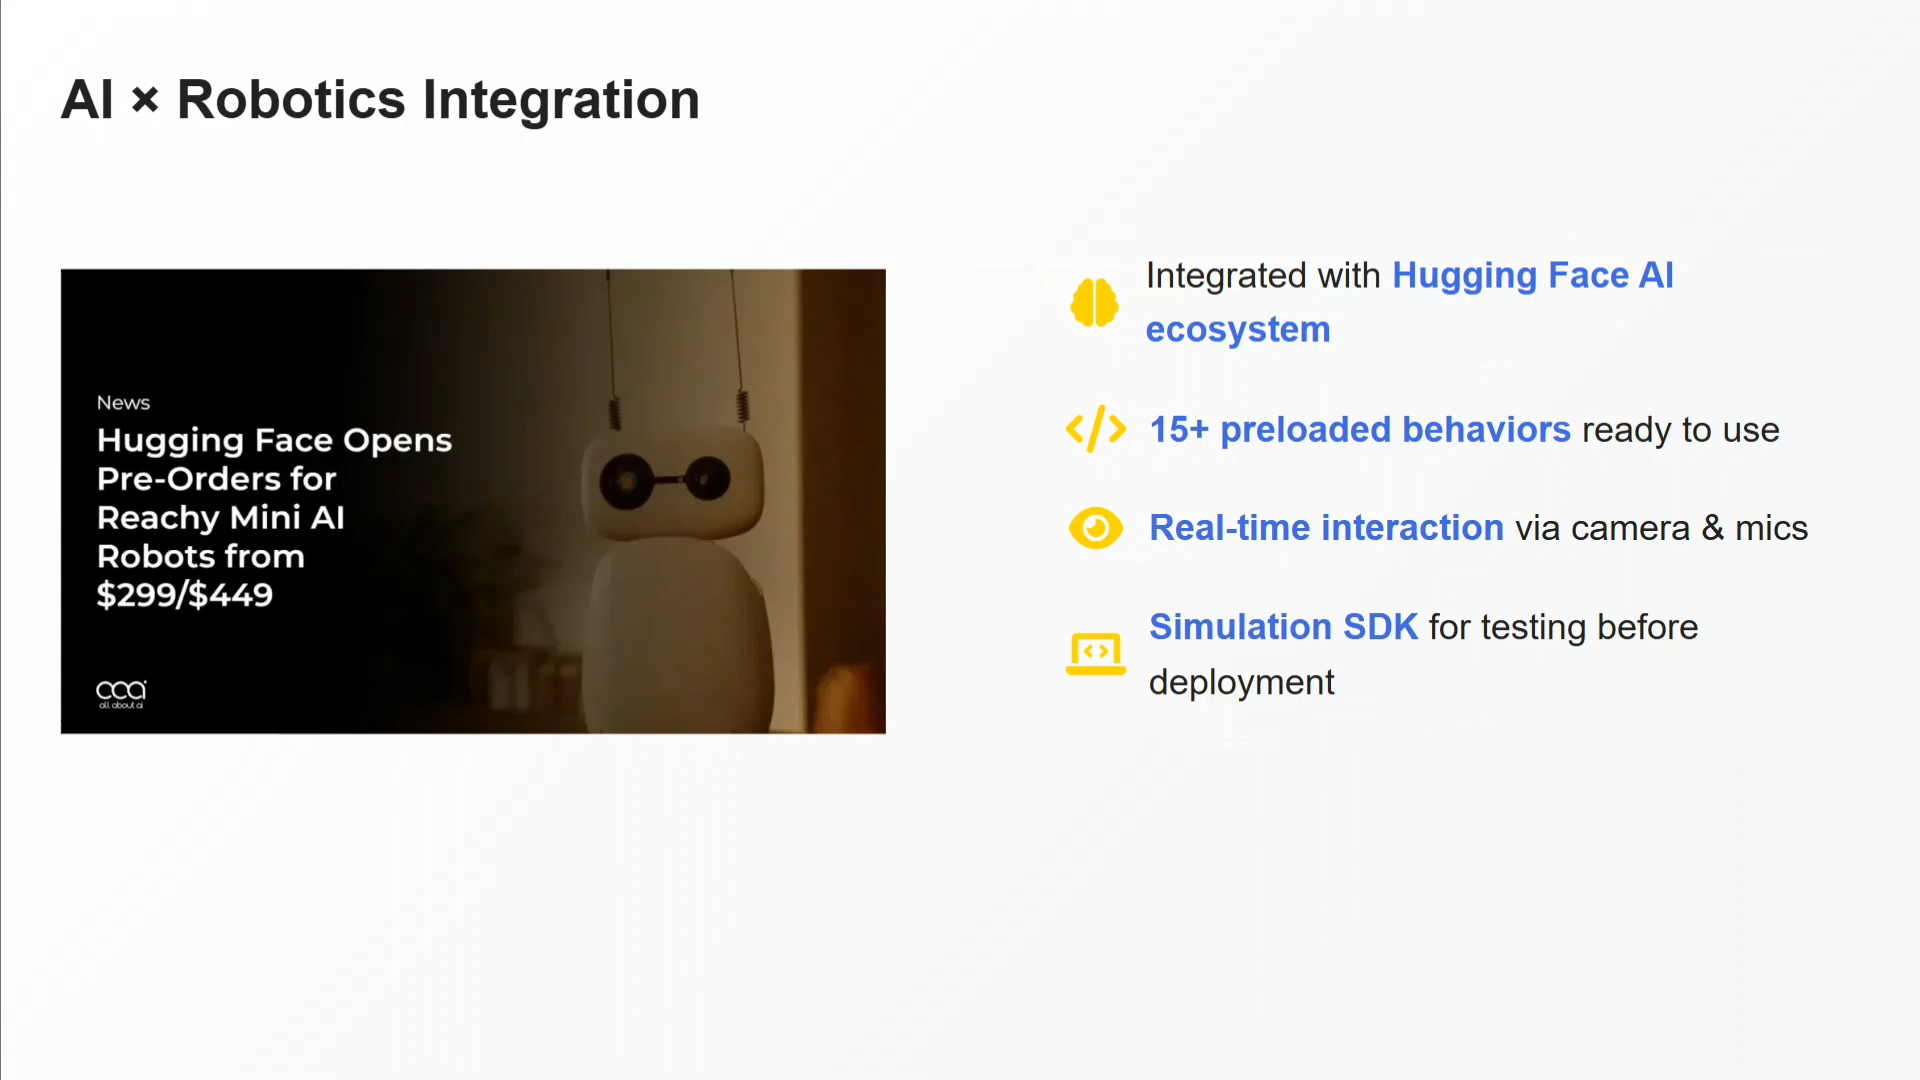 AI × Robotics Integration
News
Hugging Face Opens
Pre-Orders for
Reachy Mini AI
Robots from
$299/$449
cca
all about ai
Integrated with Hugging Face AI
ecosystem
15+ preloaded behaviors ready to use
Real-time interaction via camera & mics
Simulation SDK for testing before
deployment